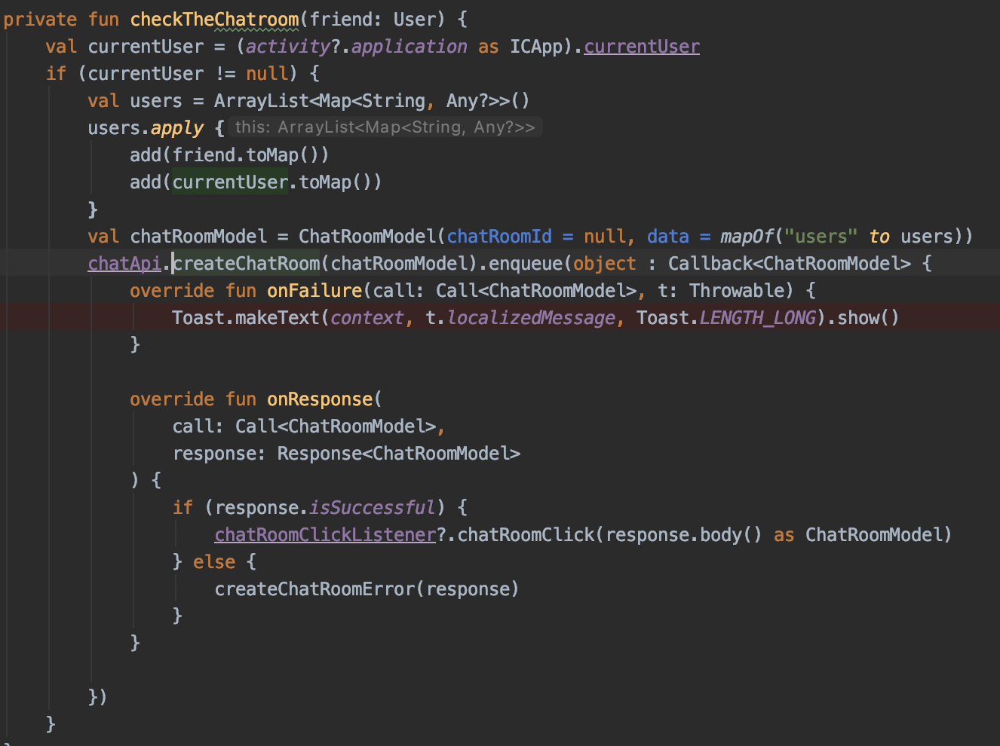 private fun checkTheChatroom(friend: User) {
val currentUser = (activity?.application as ICApp).currentUser
if (currentUser != null) {
val users = ArrayList<Map<String, Any?>>()
users.apply { this: ArrayList<Map<String, Any?>>
add(friend.toMap())
add(currentUser.toMap())
}
val chatRoomModel = ChatRoomModel(chatRoomId = null, data = mapOf("users" to users))
chatApi.createChatRoom(chatRoomModel).enqueue(object : Callback<ChatRoomModel> {
override fun onFailure(call: Call<ChatRoomModel>, t: Throwable) {
Toast.makeText(context, t.localizedMessage, Toast.LENGTH_LONG).show()
}
override fun onResponse(
call: Call<ChatRoomModel>,
response: Response<ChatRoomModel>
) {
if (response.isSuccessful) {
chatRoomClickListener?.chatRoomClick(response.body() as ChatRoomModel)
} else {
createChatRoomError(response)
}
}
})
}